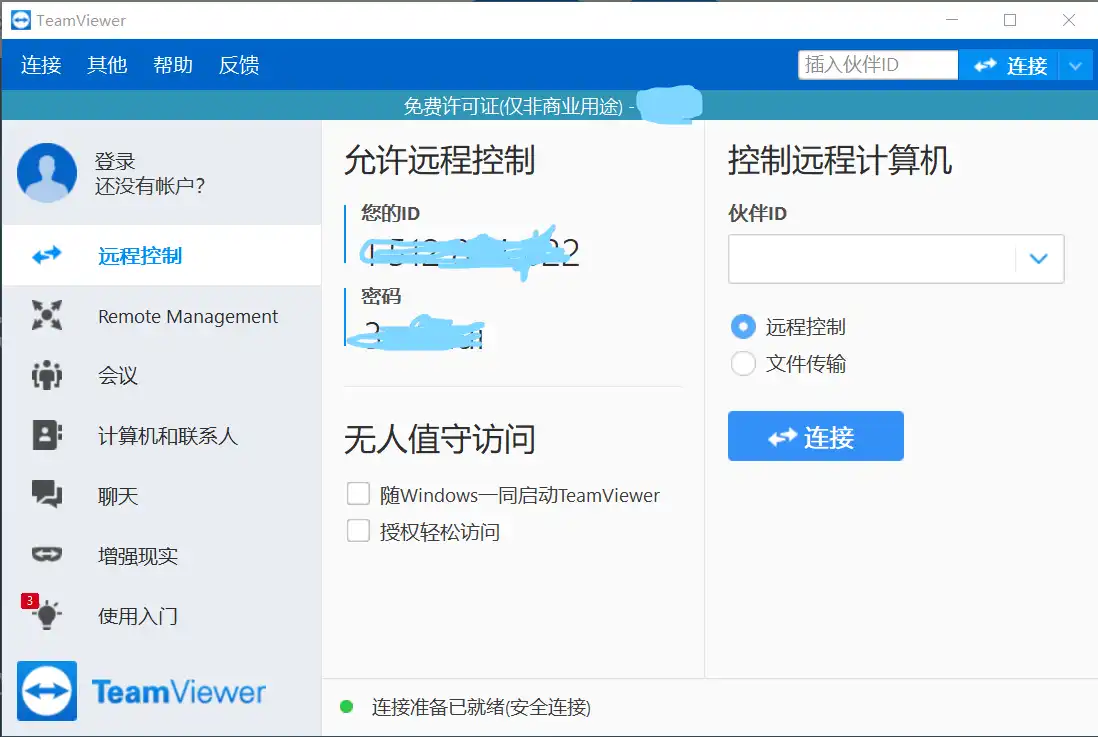 TeamViewer
连接 其他 帮助 反馈
插入伙伴ID
连接
免费许可证(仅非商业用途) -
登录
还没有帐户?
远程控制
Remote Management
会议
计算机和联系人
聊天
增强现实
3
使用入门
TeamViewer
允许远程控制
您的ID
密码
无人值守访问
随Windows一同启动TeamViewer
授权轻松访问
控制远程计算机
伙伴ID
远程控制
文件传输
连接
连接准备已就绪(安全连接)